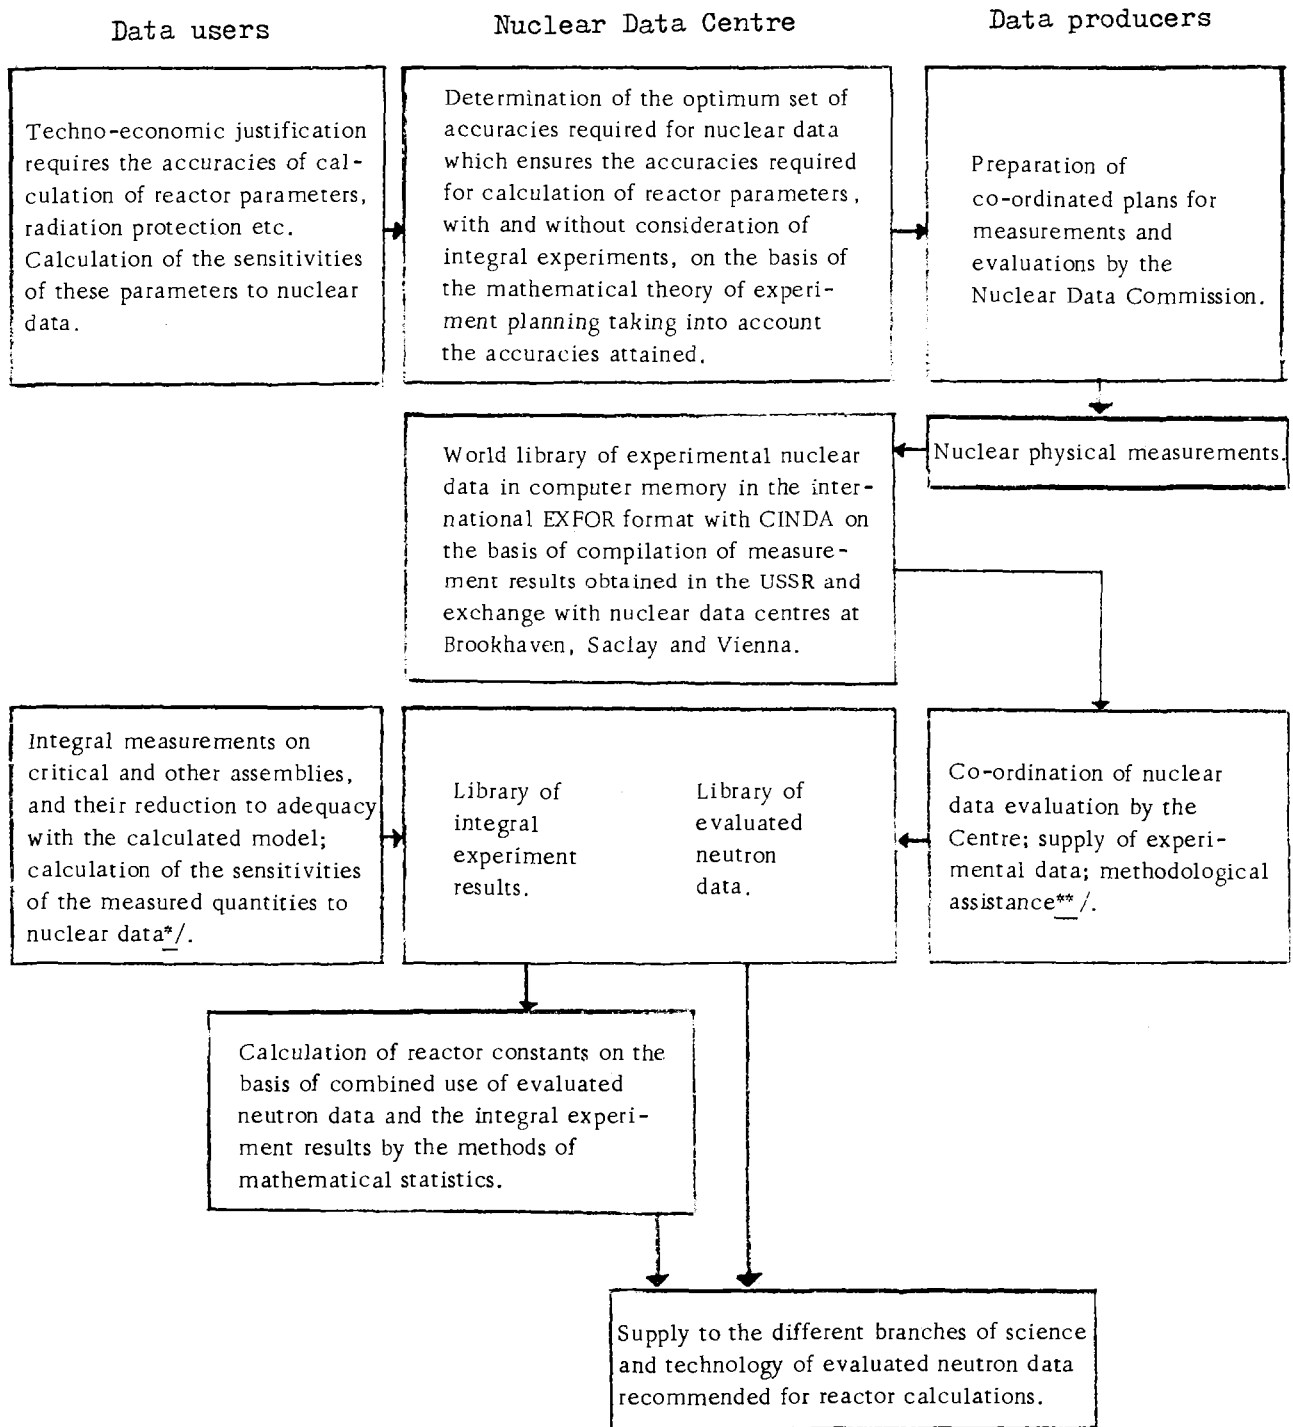 Data users
Nuclear Data Centre
Data producers
Techno-economic justification
requires the accuracies of cal-
culation of reactor parameters,
radiation protection etc.
Calculation of the sensitivities
of these parameters to nuclear
data.
Determination of the optimum set of
accuracies required for nuclear data
which ensures the accuracies required
for calculation of reactor parameters,
with and without consideration of
integral experiments, on the basis of
the mathematical theory of experi-
ment planning taking into account
the accuracies attained.
Preparation of
co-ordinated plans for
measurements and
evaluations by the
Nuclear Data Commission.
Nuclear physical measurements.
World library of experimental nuclear
data in computer memory in the inter-
national EXFOR format with CINDA on
the basis of compilation of measure-
ment results obtained in the USSR and
exchange with nuclear data centres at
Brookhaven, Saclay and Vienna.
Integral measurements on
critical and other assemblies,
and their reduction to adequacy
with the calculated model;
calculation of the sensitivities
of the measured quantities to
nuclear data*/.
Library of
integral
experiment
results.
Library of
evaluated
neutron
data.
Co-ordination of nuclear
data evaluation by the
Centre; supply of experi-
mental data; methodological
assistance**/.
Calculation of reactor constants on the
basis of combined use of evaluated
neutron data and the integral experi-
ment results by the methods of
mathematical statistics.
Supply to the different branches of science
and technology of evaluated neutron data
recommended for reactor calculations.